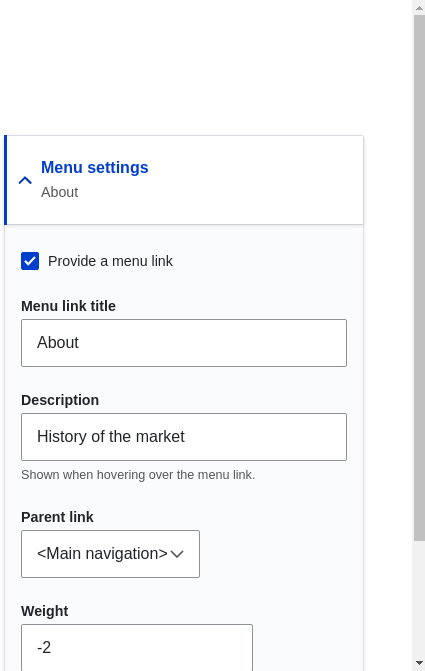 Menu settings
About
Provide a menu link
Menu link title
About
Description
History of the market
Shown when hovering over the menu link.
Parent link
<Main navigation>
Weight
-2